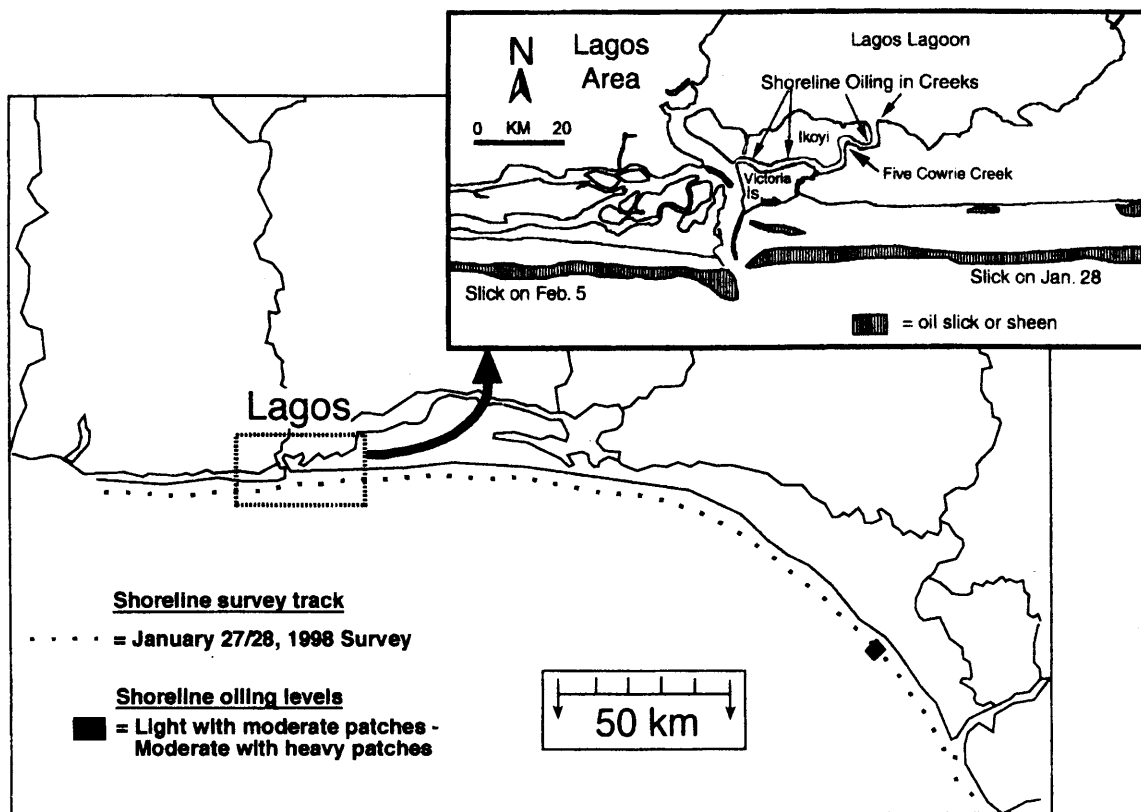 N
Lagos
Area
Lagos Lagoon
Shoreline Oiling in Creeks
0 KM 20
Ikoyi
Victoria
Is.
Five Cowrie Creek
Slick on Feb. 5
Slick on Jan. 28
= oil slick or sheen
Lagos
Shoreline survey track
= January 27/28, 1998 Survey
Shoreline oiling levels
= Light with moderate patches -
Moderate with heavy patches
50 km